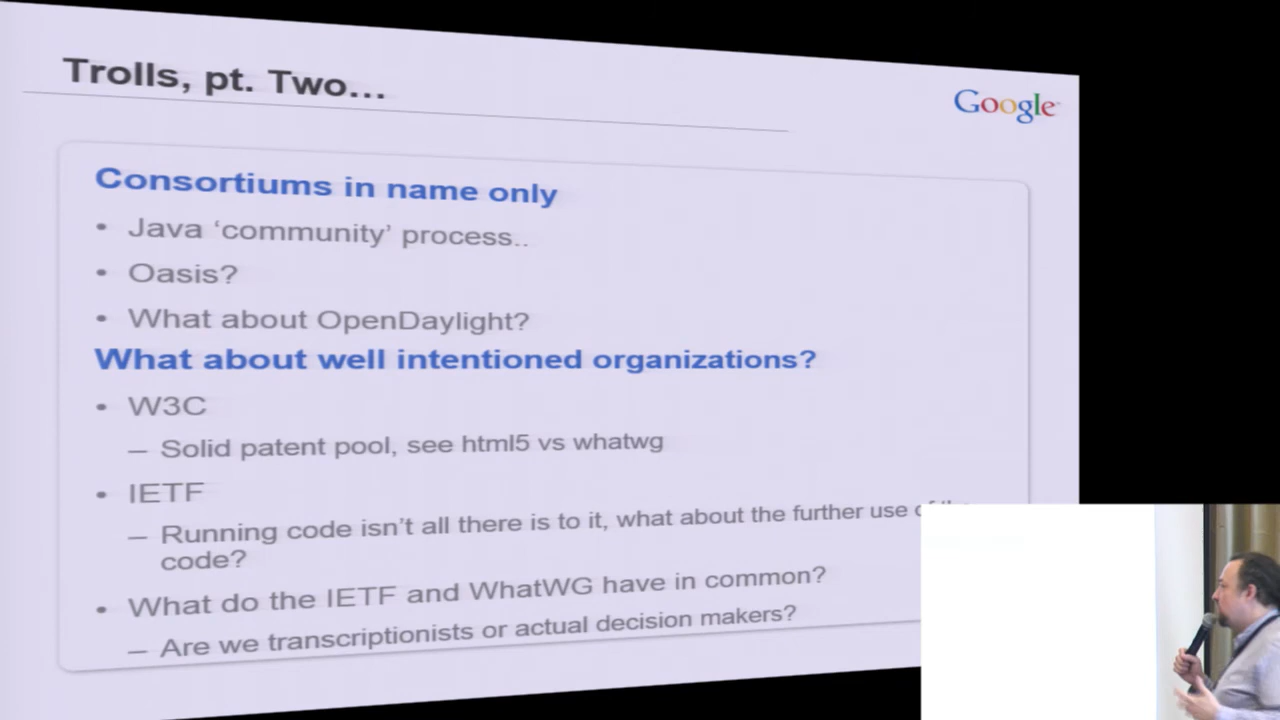 Trolls, pt. Two...
Google
Consortiums in name only
• Java ‘community’ process..
• Oasis?
• What about OpenDaylight?
What about well intentioned organizations?
• W3C
– Solid patent pool, see html5 vs whatwg
• IETF
– Running code isn’t all there is to it, what about the further use
code?
• What do the IETF and WhatWG have in common?
– Are we transcriptionists or actual decision makers?